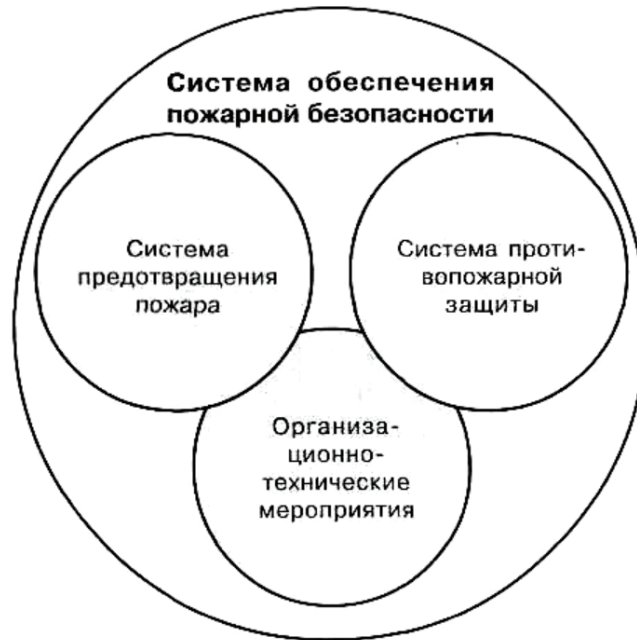 Система обеспечения
пожарной безопасности
Система
предотвращения
пожара
Система проти-
вопожарной
защиты
Организа-
ционно-
технические
мероприятия